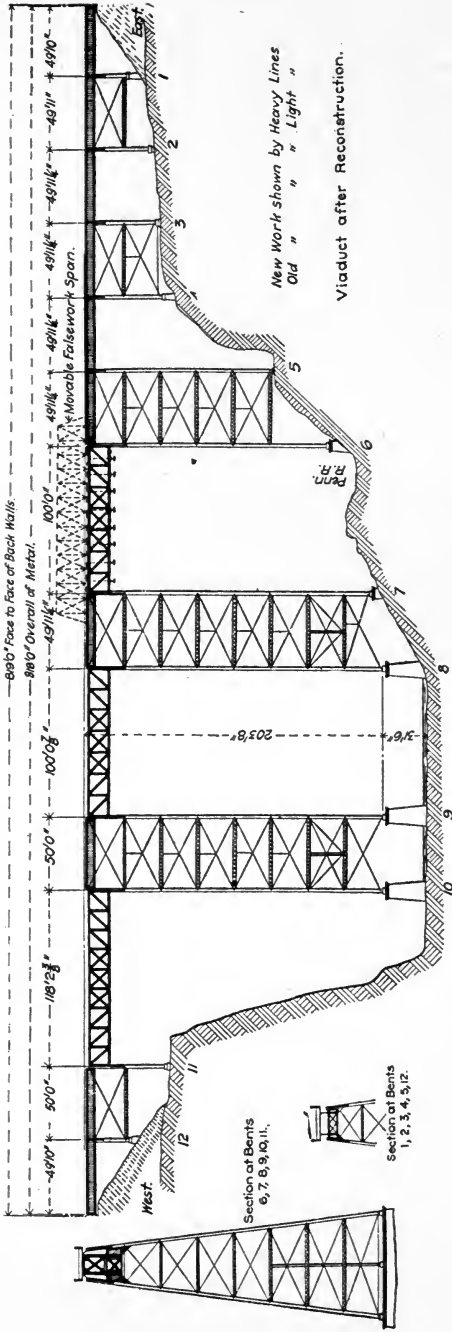 819'0" Face to Face of Back Walls.
818'0" Overall of Metal.
49'10"
50'0"
118'2⅜"
50'0"
100'0⅞"
49'11¼"
100'0"
49'11¼"
49'11¼"
49'11¼"
49'11¼"
49'11"
49'10"
Movable Falsework Span.
West.
East.
12
11
10
9
8
7
6
5
4
3
2
1
203'8"
31'6"
Penn.
R.R.
New Work shown by Heavy Lines
Old " " " Light "
Viaduct after Reconstruction.
Section at Bents
6, 7, 8, 9, 10, 11.
Section at Bents
1, 2, 3, 4, 5, 12.